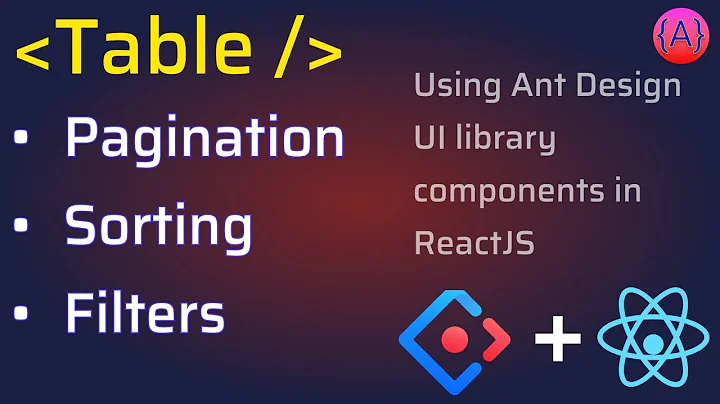 <Table />
• Pagination
• Sorting
• Filters
{A}
Using Ant Design
UI library
components in
ReactJS
+